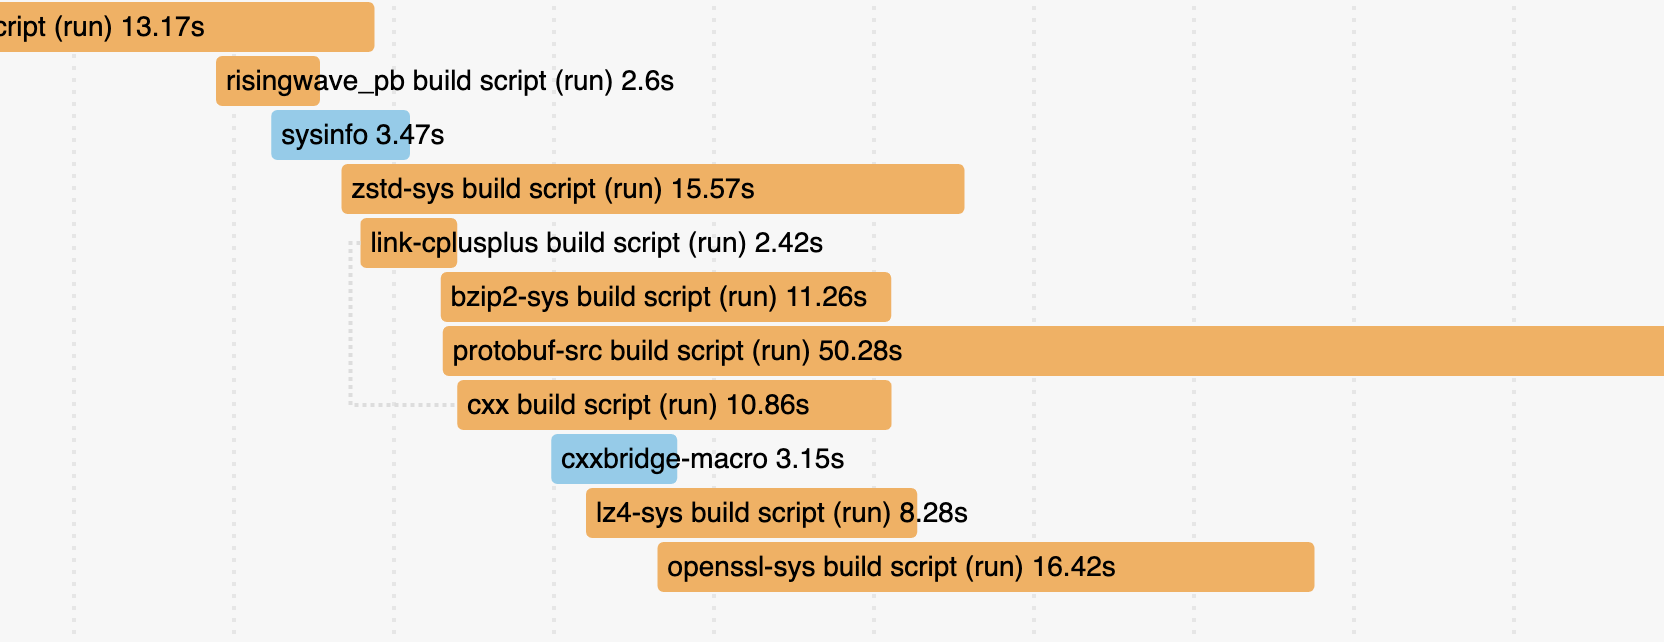 (run) 13.17s
risingwave_pb build script (run) 2.6s
sysinfo 3.47s
zstd-sys build script (run) 15.57s
link-cplusplus build script (run) 2.42s
bzip2-sys build script (run) 11.26s
protobuf-src build script (run) 50.28s
cxx build script (run) 10.86s
cxxbridge-macro 3.15s
lz4-sys build script (run) 8.28s
openssl-sys build script (run) 16.42s